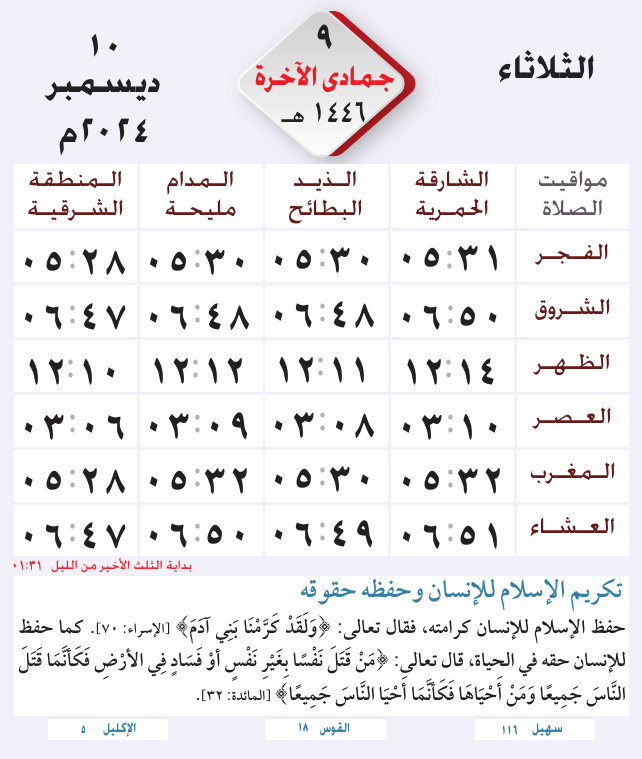 الثلاثاء
٩
جمادى الآخرة
١٤٤٦ هـ
١٠
ديسمبر
٢٠٢٤م
مواقيت الصلاة | الشارقة الحمرية | الذيد البطائح | المدام مليحة | المنطقة الشرقية
الفجر ٠٥:٣١ ٠٥:٣٠ ٠٥:٣٠ ٠٥:٢٨
الشروق ٠٦:٥٠ ٠٦:٤٨ ٠٦:٤٨ ٠٦:٤٧
الظهر ١٢:١٤ ١٢:١١ ١٢:١٢ ١٢:١٠
العصر ٠٣:١٠ ٠٣:٠٨ ٠٣:٠٩ ٠٣:٠٦
المغرب ٠٥:٣٢ ٠٥:٣٠ ٠٥:٣٢ ٠٥:٢٨
العشاء ٠٦:٥١ ٠٦:٤٩ ٠٦:٥٠ ٠٦:٤٧
بداية الثلث الأخير من الليل ٠١:٣١
تكريم الإسلام للإنسان وحفظه حقوقه
حفظ الإسلام للإنسان كرامته، فقال تعالى: ﴿وَلَقَدْ كَرَّمْنَا بَنِي آدَمَ﴾ [الإسراء: ٧٠]. كما حفظ
للإنسان حقه في الحياة، قال تعالى: ﴿مَنْ قَتَلَ نَفْسًا بِغَيْرِ نَفْسٍ أَوْ فَسَادٍ فِي الأَرْضِ فَكَأَنَّمَا قَتَلَ
النَّاسَ جَمِيعًا وَمَنْ أَحْيَاهَا فَكَأَنَّمَا أَحْيَا النَّاسَ جَمِيعًا﴾ [المائدة: ٣٢].
سهيل ١١٦
القوس ١٨
الإكليل ٥